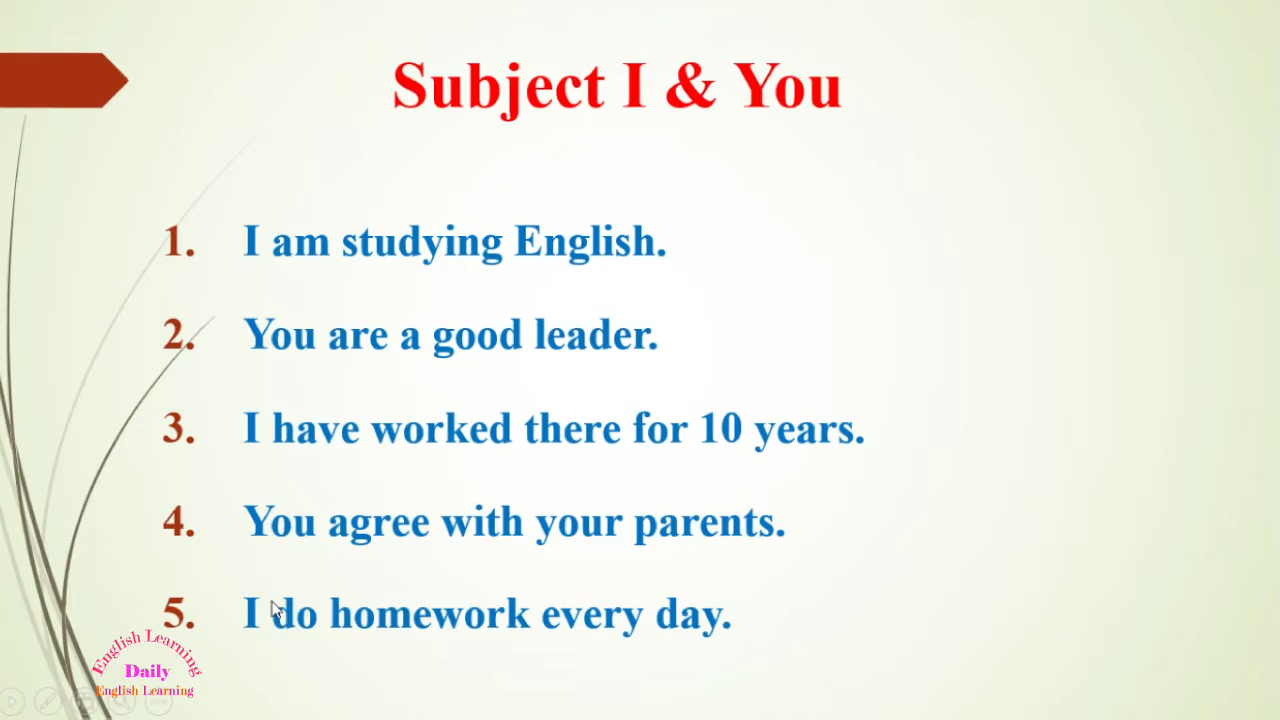 Subject I & You
1. I am studying English.
2. You are a good leader.
3. I have worked there for 10 years.
4. You agree with your parents.
5. I do homework every day.
English Learning
Daily
English Learning